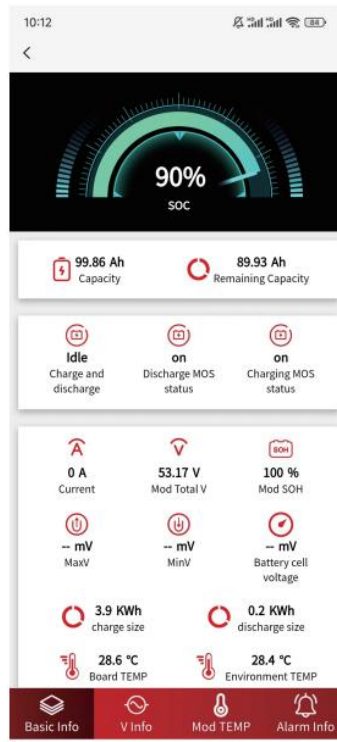 10:12
84
90%
SOC
99.86 Ah
Capacity
89.93 Ah
Remaining Capacity
Idle
Charge and
discharge
on
Discharge MOS
status
on
Charging MOS
status
A
0 A
Current
V
53.17 V
Mod Total V
SOH
100 %
Mod SOH
-- mV
MaxV
-- mV
MinV
-- mV
Battery cell
voltage
3.9 KWh
charge size
0.2 KWh
discharge size
28.6 °C
Board TEMP
28.4 °C
Environment TEMP
Basic Info
V Info
Mod TEMP
Alarm Info